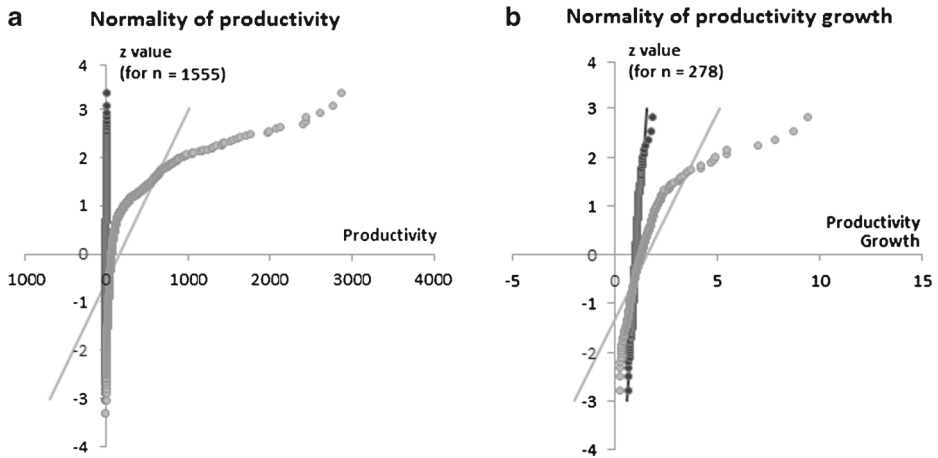 a
Normality of productivity
z value
(for n = 1555)
4
3
2
1
0
-1
-2
-3
-4
1000
0
1000
2000
3000
4000
Productivity
b
Normality of productivity growth
z value
(for n = 278)
4
3
2
1
0
-1
-2
-3
-4
-5
0
5
10
15
Productivity
Growth